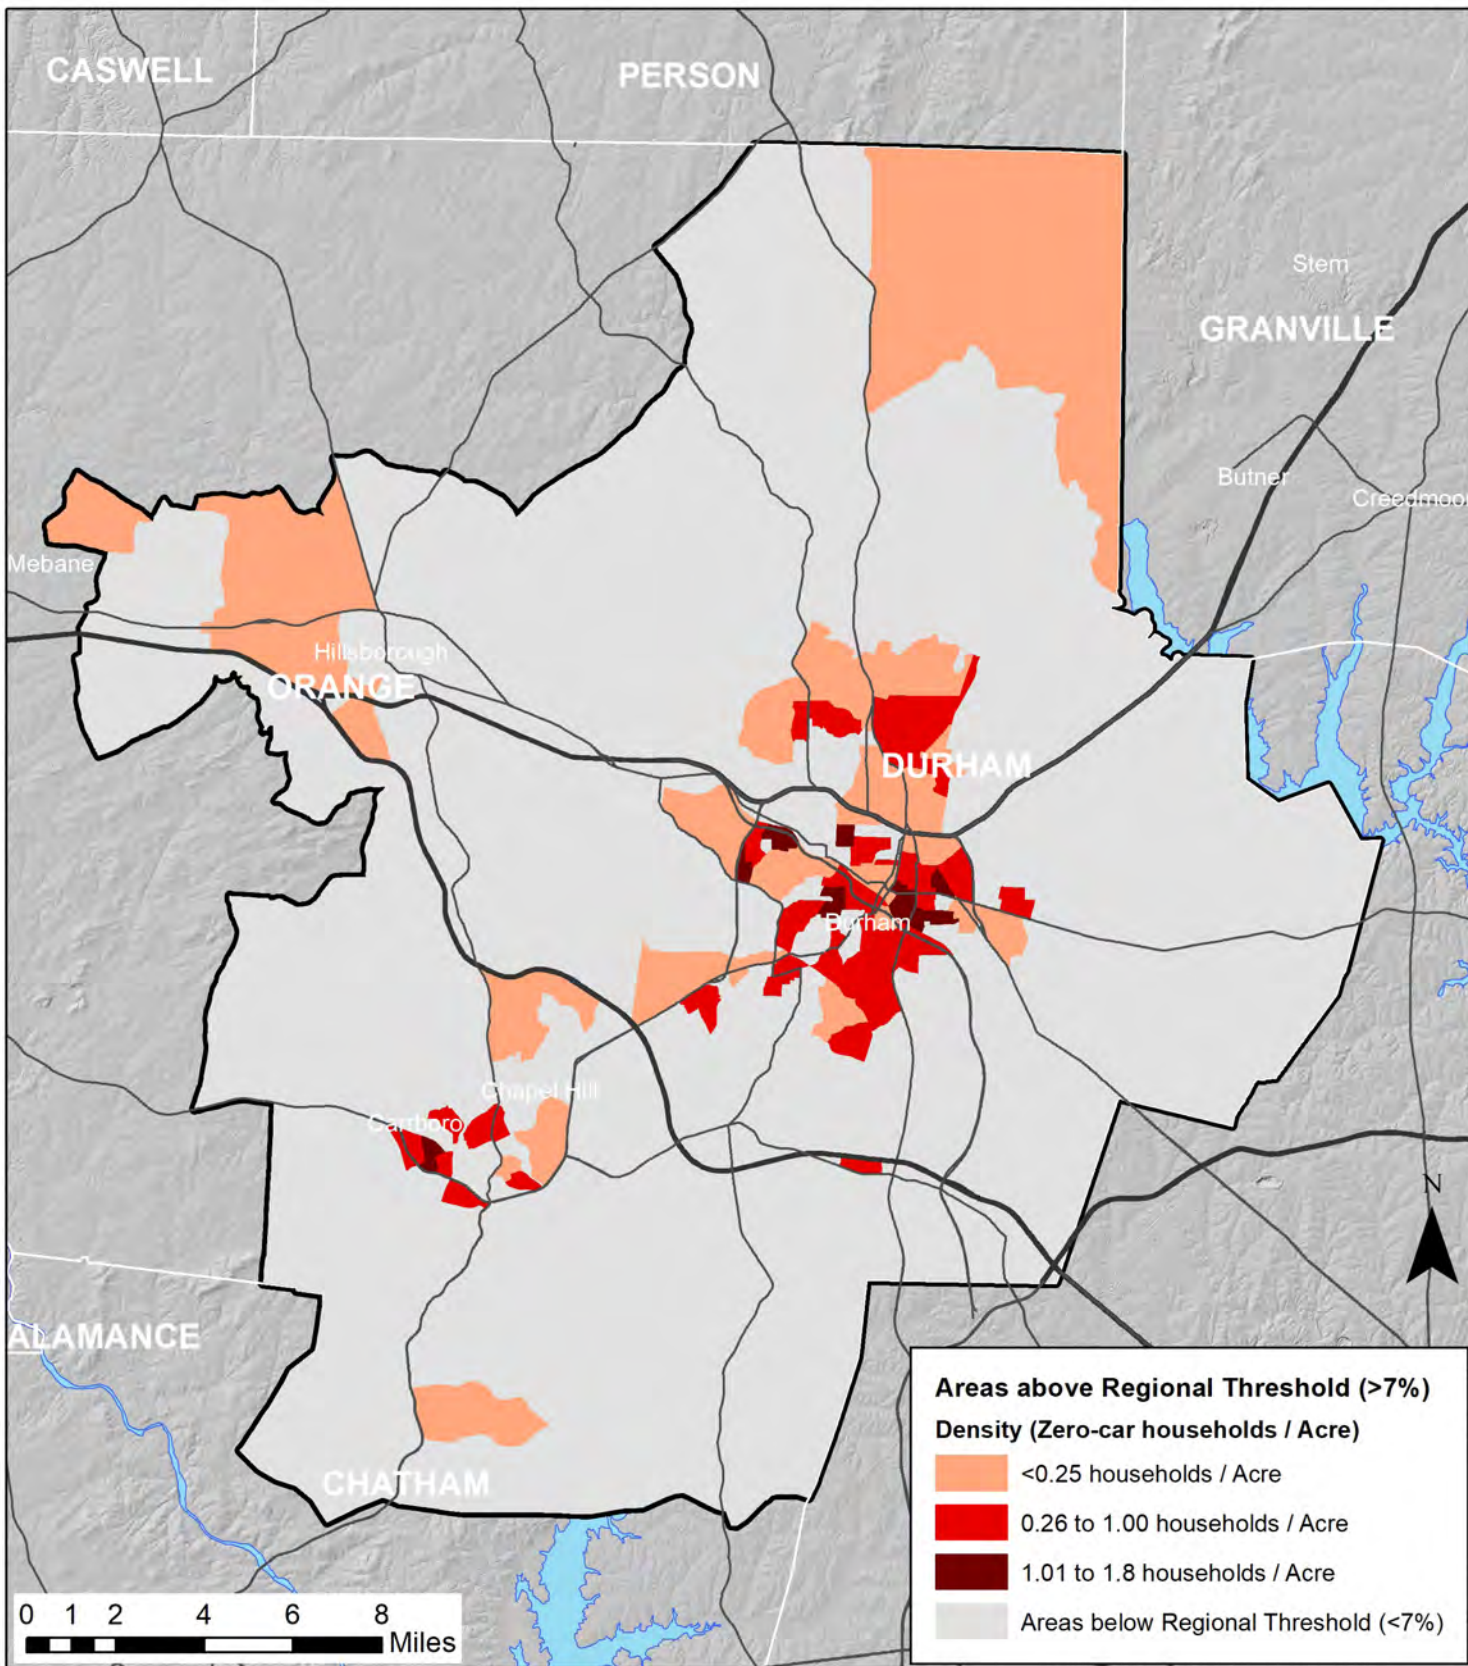 CASWELL
PERSON
Stem
GRANVILLE
Butner
Creedmoor
Mebane
Hillsborough
ORANGE
DURHAM
Durham
Chapel Hill
Carrboro
N
ALAMANCE
CHATHAM
Areas above Regional Threshold (>7%)
Density (Zero-car households / Acre)
<0.25 households / Acre
0.26 to 1.00 households / Acre
1.01 to 1.8 households / Acre
Areas below Regional Threshold (<7%)
0 1 2 4 6 8
Miles